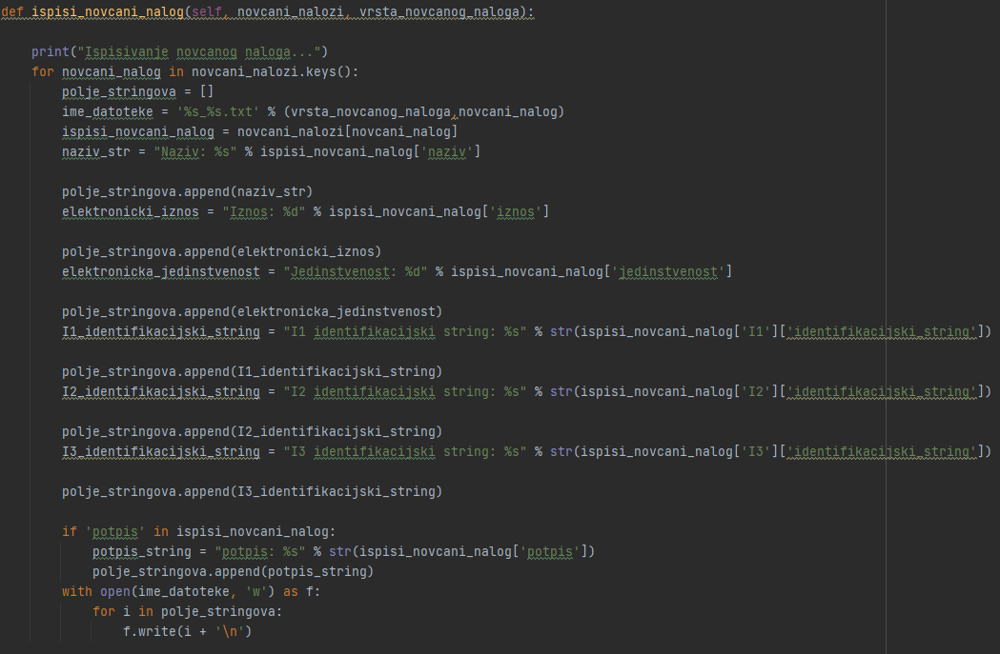 def ispisi_novcani_nalog(self, novcani_nalozi, vrsta_novcanog_naloga):
print("Ispisivanje novcanog naloga...")
for novcani_nalog in novcani_nalozi.keys():
polje_stringova = []
ime_datoteke = '%s_%s.txt' % (vrsta_novcanog_naloga,novcani_nalog)
ispisi_novcani_nalog = novcani_nalozi[novcani_nalog]
naziv_str = "Naziv: %s" % ispisi_novcani_nalog['naziv']
polje_stringova.append(naziv_str)
elektronicki_iznos = "Iznos: %d" % ispisi_novcani_nalog['iznos']
polje_stringova.append(elektronicki_iznos)
elektronicka_jedinstvenost = "Jedinstvenost: %d" % ispisi_novcani_nalog['jedinstvenost']
polje_stringova.append(elektronicka_jedinstvenost)
I1_identifikacijski_string = "I1 identifikacijski string: %s" % str(ispisi_novcani_nalog['I1']['identifikacijski_string'])
polje_stringova.append(I1_identifikacijski_string)
I2_identifikacijski_string = "I2 identifikacijski string: %s" % str(ispisi_novcani_nalog['I2']['identifikacijski_string'])
polje_stringova.append(I2_identifikacijski_string)
I3_identifikacijski_string = "I3 identifikacijski string: %s" % str(ispisi_novcani_nalog['I3']['identifikacijski_string'])
polje_stringova.append(I3_identifikacijski_string)
if 'potpis' in ispisi_novcani_nalog:
potpis_string = "potpis: %s" % str(ispisi_novcani_nalog['potpis'])
polje_stringova.append(potpis_string)
with open(ime_datoteke, 'w') as f:
for i in polje_stringova:
f.write(i + '\n')